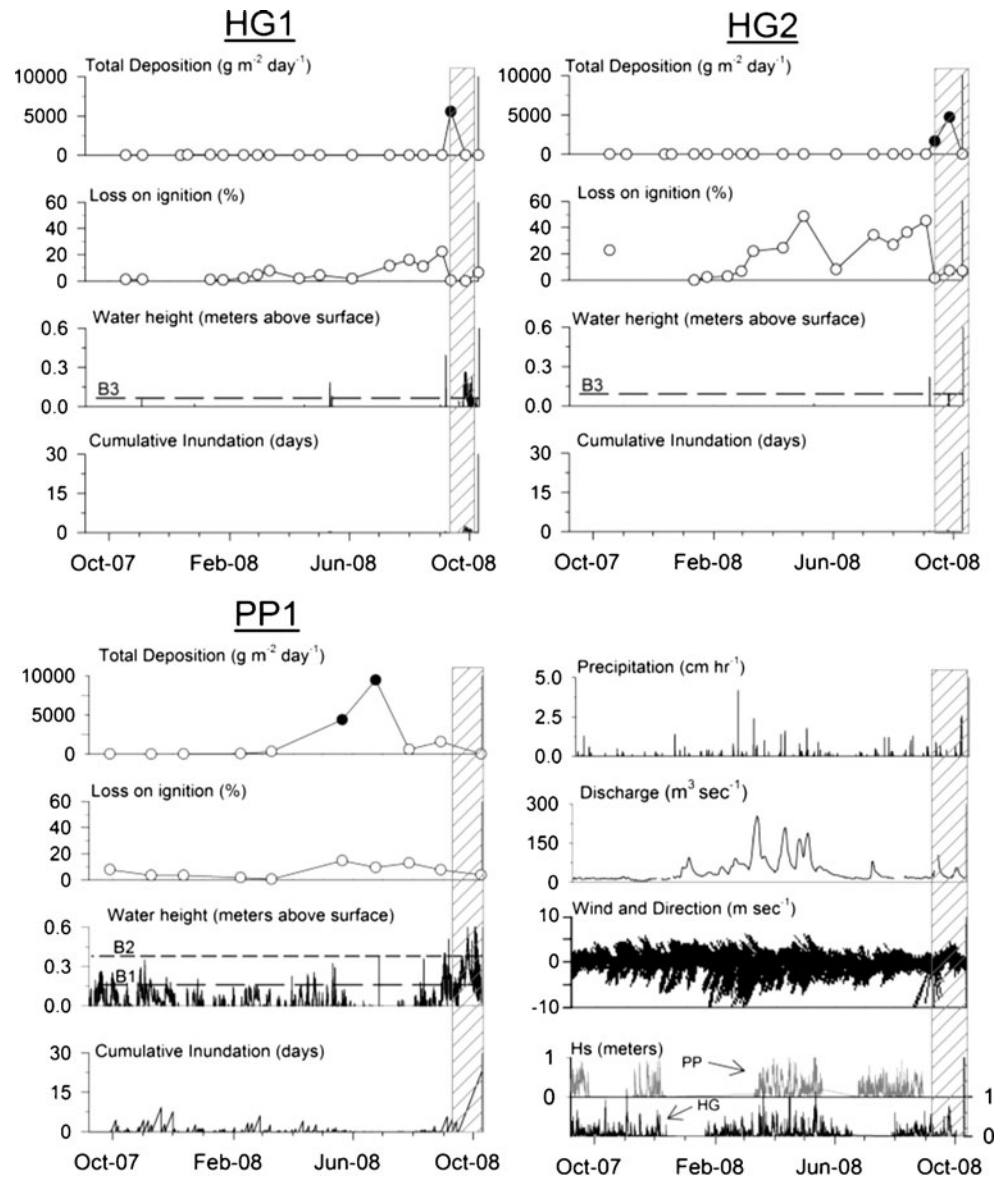 HG1
Total Deposition (g m⁻² day⁻¹)
10000
5000
0
Loss on ignition (%)
60
40
20
0
Water height (meters above surface)
0.6
0.3
B3
0.0
Cumulative Inundation (days)
30
15
0
Oct-07 Feb-08 Jun-08 Oct-08
HG2
Total Deposition (g m⁻² day⁻¹)
10000
5000
0
Loss on ignition (%)
60
40
20
0
Water heright (meters above surface)
0.6
0.3
B3
0.0
Cumulative Inundation (days)
30
15
0
Oct-07 Feb-08 Jun-08 Oct-08
PP1
Total Deposition (g m⁻² day⁻¹)
10000
5000
0
Loss on ignition (%)
60
40
20
0
Water height (meters above surface)
0.6
B2
0.3
B1
0.0
Cumulative Inundation (days)
30
15
0
Oct-07 Feb-08 Jun-08 Oct-08
Precipitation (cm hr⁻¹)
5.0
2.5
0.0
Discharge (m³ sec⁻¹)
300
150
0
Wind and Direction (m sec⁻¹)
10
0
-10
Hs (meters)
1
PP
0
HG
1
0
Oct-07 Feb-08 Jun-08 Oct-08